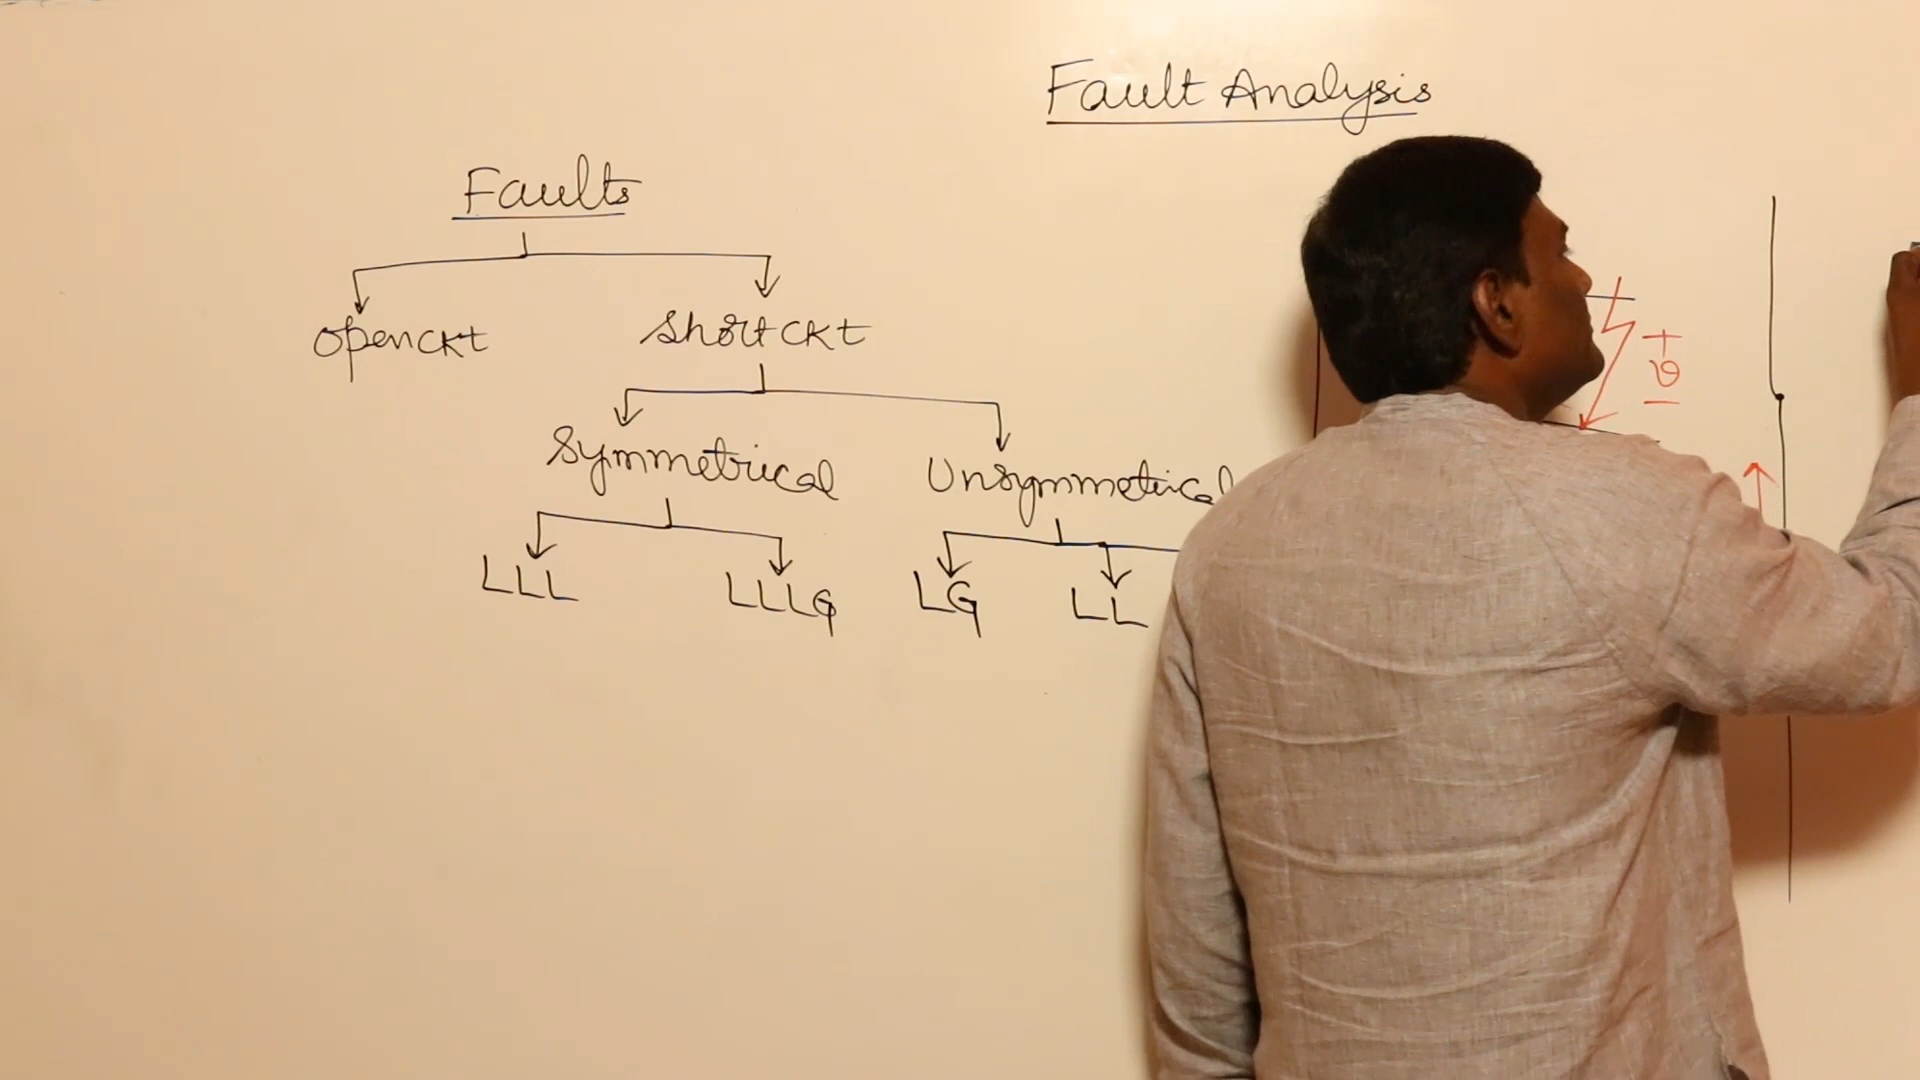 Fault Analysis
Faults
openckt
shortckt
Symmetrical
Unsymmetrical
LLL
LLLG
LG
LL
+
v
-